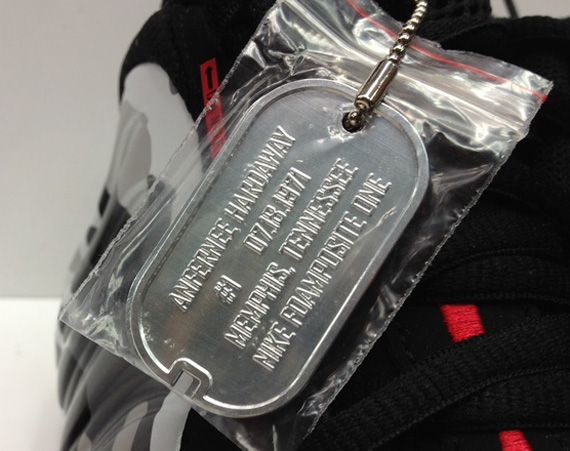 ANFERNEE HARDAWAY
#1 07.18.1971
MEMPHIS, TENNESSEE
NIKE FOAMPOSITE ONE